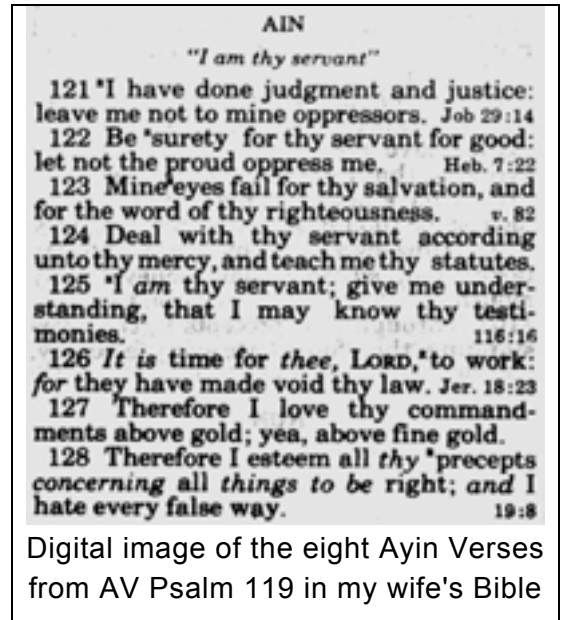 AIN
"I am thy servant"
121 *I have done judgment and justice:
leave me not to mine oppressors. Job 29:14
122 Be *surety for thy servant for good:
let not the proud oppress me. Heb. 7:22
123 Mine*eyes fail for thy salvation, and
for the word of thy righteousness. v. 82
124 Deal with thy servant according
unto thy mercy, and teach me thy statutes.
125 *I am thy servant; give me under-
standing, that I may know thy testi-
monies. 116:16
126 It is time for thee, LORD,*to work:
for they have made void thy law. Jer. 18:23
127 Therefore I love thy command-
ments above gold; yea, above fine gold.
128 Therefore I esteem all thy *precepts
concerning all things to be right; and I
hate every false way. 19:8
Digital image of the eight Ayin Verses
from AV Psalm 119 in my wife's Bible